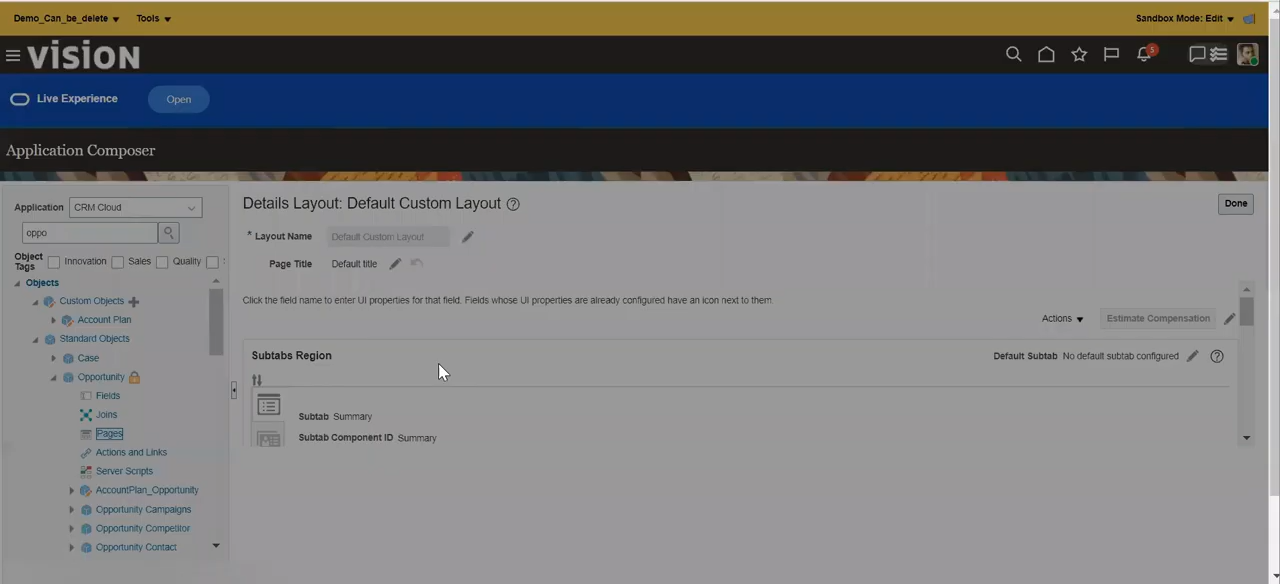 Demo_Can_be_delete Tools Sandbox Mode: Edit
VISION 5
Live Experience Open
Application Composer
Application CRM Cloud
oppo
Object Tags Innovation Sales Quality
Objects
Custom Objects
Account Plan
Standard Objects
Case
Opportunity
Fields
Joins
Pages
Actions and Links
Server Scripts
AccountPlan_Opportunity
Opportunity Campaigns
Opportunity Competitor
Opportunity Contact
Details Layout: Default Custom Layout ? Done
* Layout Name Default Custom Layout
Page Title Default title
Click the field name to enter UI properties for that field. Fields whose UI properties are already configured have an icon next to them.
Actions Estimate Compensation
Subtabs Region Default Subtab No default subtab configured ?
Subtab Summary
Subtab Component ID Summary